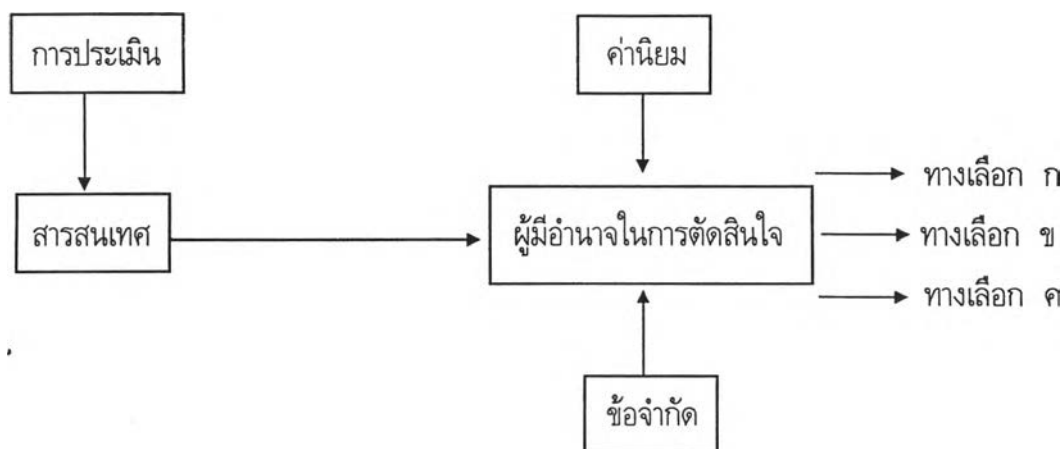 การประเมิน
ค่านิยม
สารสนเทศ
ผู้มีอำนาจในการตัดสินใจ
ทางเลือก ก
ทางเลือก ข
ทางเลือก ค
ข้อจำกัด